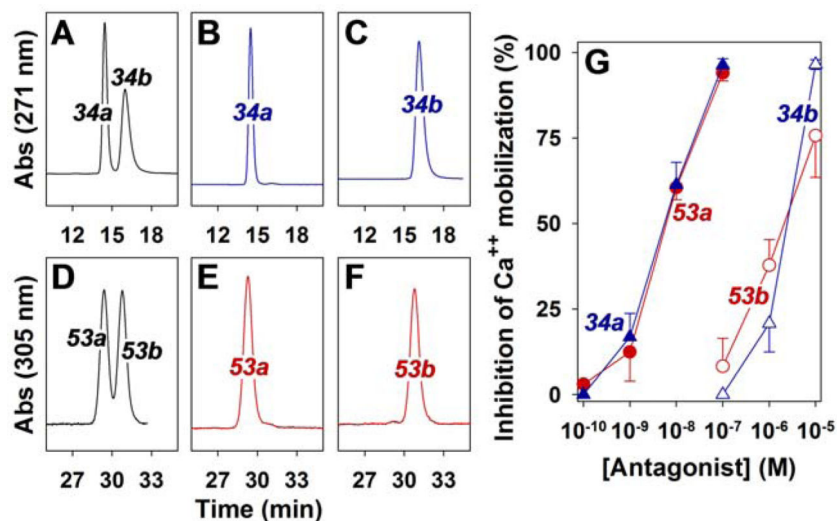 A
34a
34b
B
34a
C
34b
Abs (271 nm)
12 15 18
12 15 18
12 15 18
D
53a
53b
E
53a
F
53b
Abs (305 nm)
27 30 33
27 30 33
27 30 33
Time (min)
G
Inhibition of Ca⁺⁺ mobilization (%)
100
75
50
25
0
34b
53a
34a
53b
10⁻¹⁰ 10⁻⁹ 10⁻⁸ 10⁻⁷ 10⁻⁶ 10⁻⁵
[Antagonist] (M)